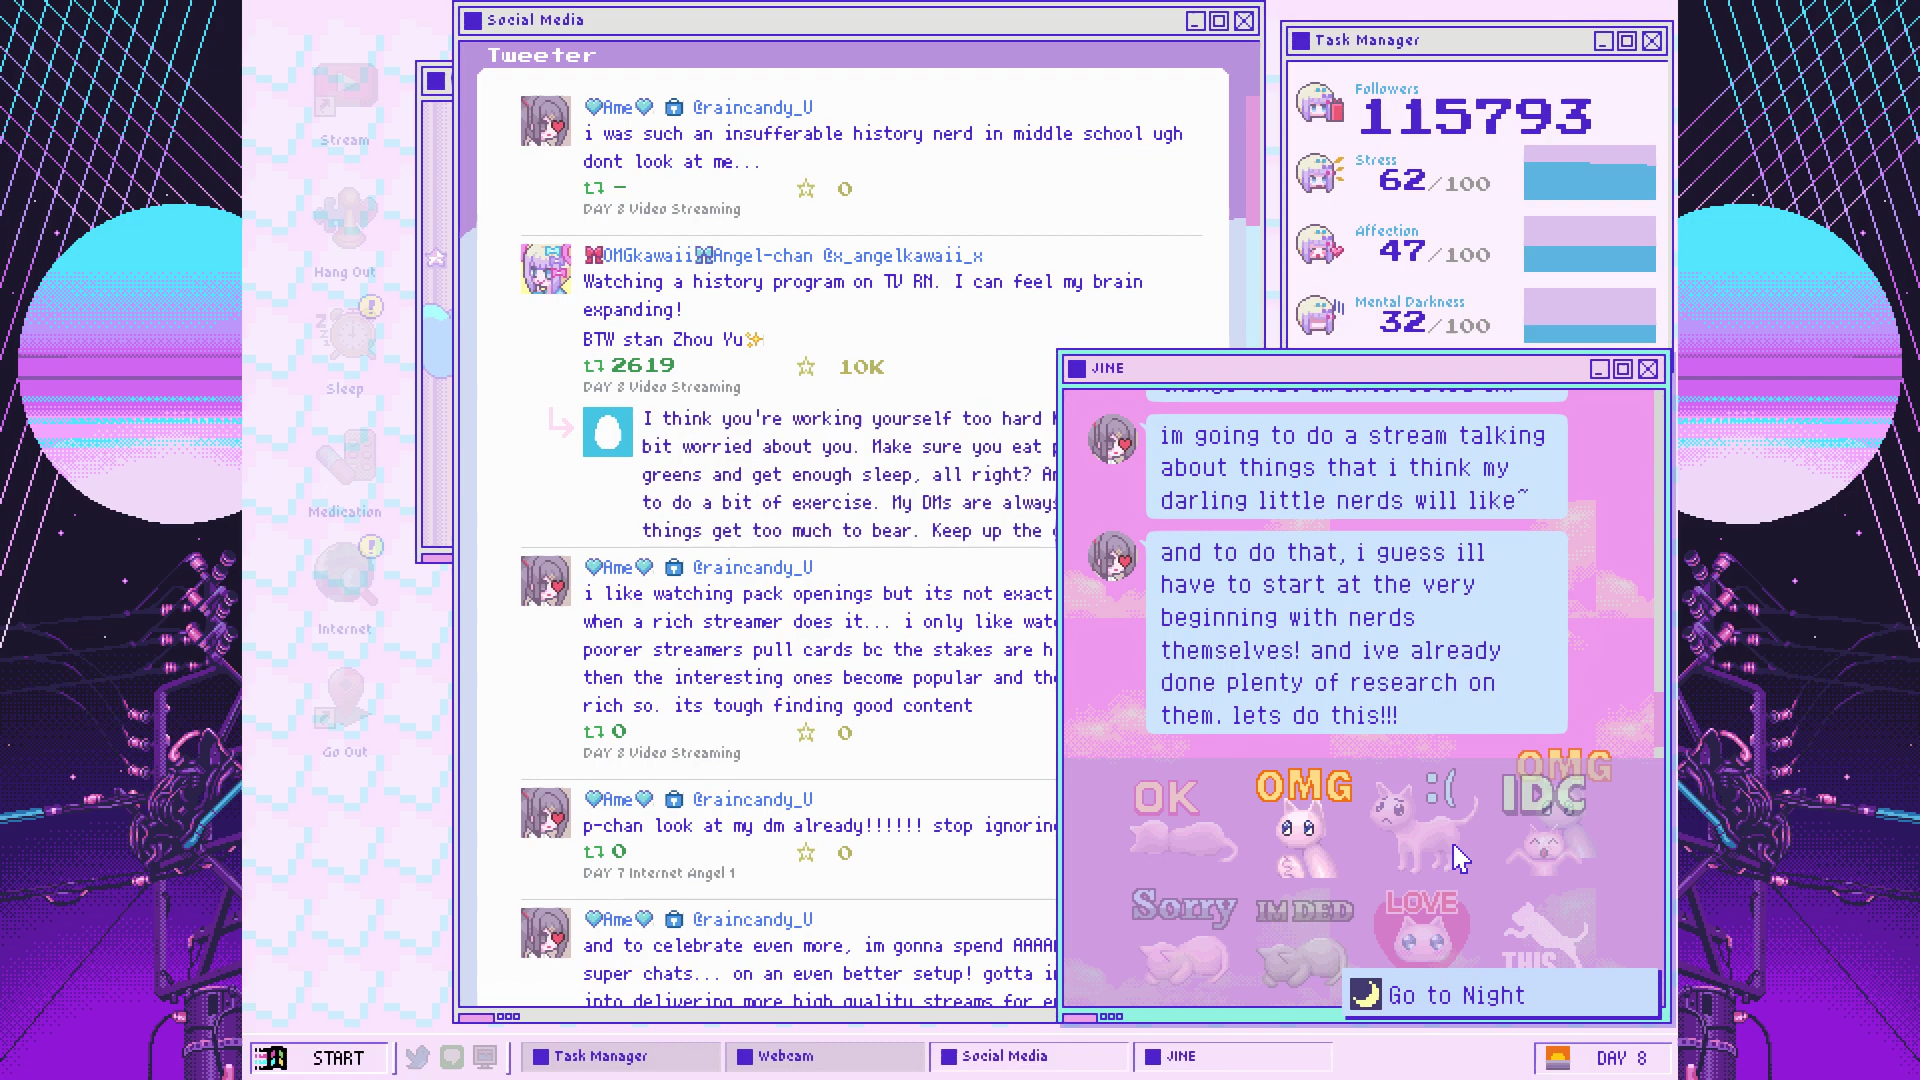 Social Media
Tweeter
Ame @raincandy_U
i was such an insufferable history nerd in middle school ugh
dont look at me...
– 0
DAY 8 Video Streaming
OMGkawaii Angel-chan @x_angelkawaii_x
Watching a history program on TV RN. I can feel my brain
expanding!
BTW stan Zhou Yu✨
2619 10K
DAY 8 Video Streaming
I think you're working yourself too hard
bit worried about you. Make sure you eat
greens and get enough sleep, all right?
to do a bit of exercise. My DMs are always
things get too much to bear. Keep up the
Ame @raincandy_U
i like watching pack openings but its not exact
when a rich streamer does it... i only like
poorer streamers pull cards bc the stakes are
then the interesting ones become popular and
rich so. its tough finding good content
0 0
DAY 8 Video Streaming
Ame @raincandy_U
p-chan look at my dm already!!!!!! stop
0 0
DAY 7 Internet Angel 1
Ame @raincandy_U
and to celebrate even more, im gonna spend
super chats... on an even better setup! gotta
into delivering more high quality streams for
Stream
Hang Out
Sleep
Medication
Internet
Go Out
Task Manager
Followers
115793
Stress
62/100
Affection
47/100
Mental Darkness
32/100
JINE
im going to do a stream talking
about things that i think my
darling little nerds will like~
and to do that, i guess ill
have to start at the very
beginning with nerds
themselves! and ive already
done plenty of research on
them. lets do this!!!
OK
OMG
:(
OMG
IDC
Sorry
IM DED
LOVE
THIS
Go to Night
START
Task Manager
Webcam
Social Media
JINE
DAY 8